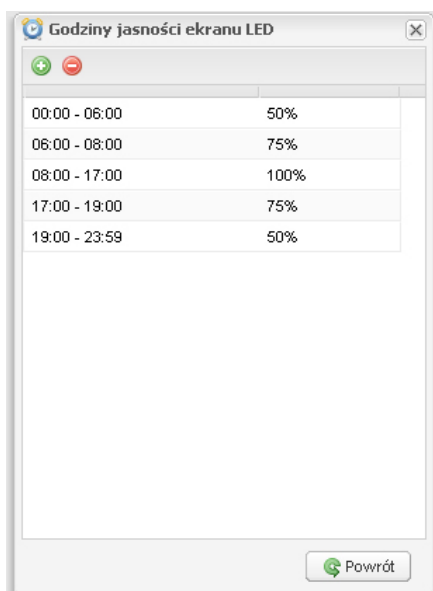 Godziny jasności ekranu LED
00:00 - 06:00 50%
06:00 - 08:00 75%
08:00 - 17:00 100%
17:00 - 19:00 75%
19:00 - 23:59 50%
Powrót